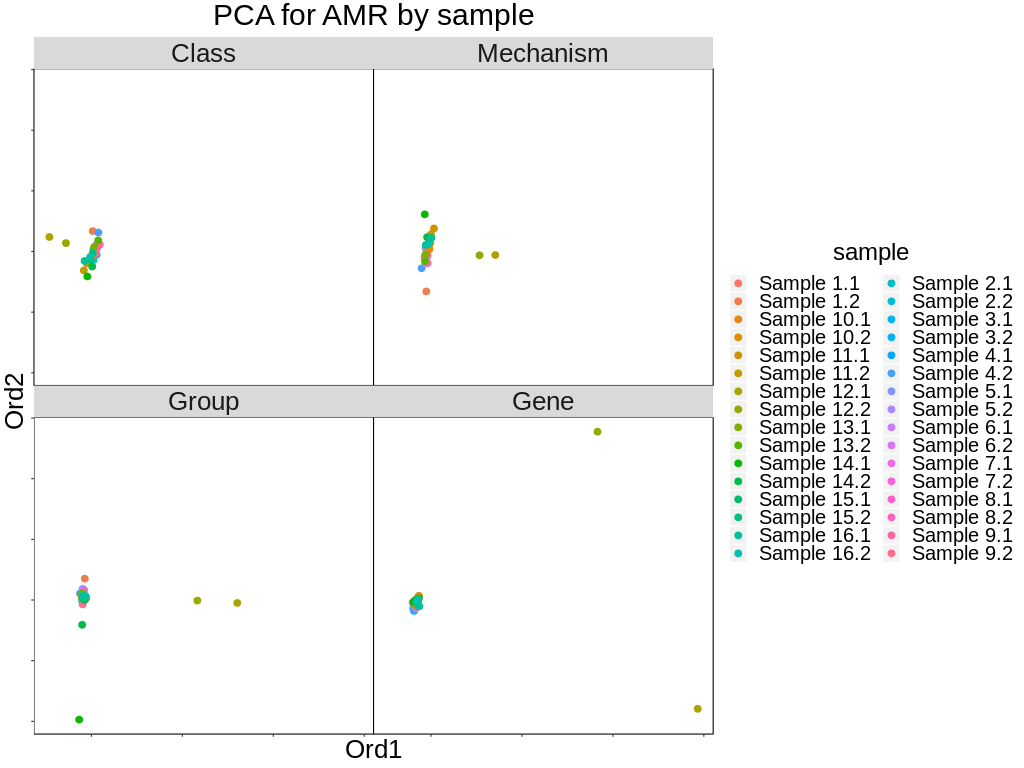 PCA for AMR by sample
Class
Mechanism
Group
Gene
Ord2
Ord1
sample
Sample 1.1
Sample 1.2
Sample 10.1
Sample 10.2
Sample 11.1
Sample 11.2
Sample 12.1
Sample 12.2
Sample 13.1
Sample 13.2
Sample 14.1
Sample 14.2
Sample 15.1
Sample 15.2
Sample 16.1
Sample 16.2
Sample 2.1
Sample 2.2
Sample 3.1
Sample 3.2
Sample 4.1
Sample 4.2
Sample 5.1
Sample 5.2
Sample 6.1
Sample 6.2
Sample 7.1
Sample 7.2
Sample 8.1
Sample 8.2
Sample 9.1
Sample 9.2